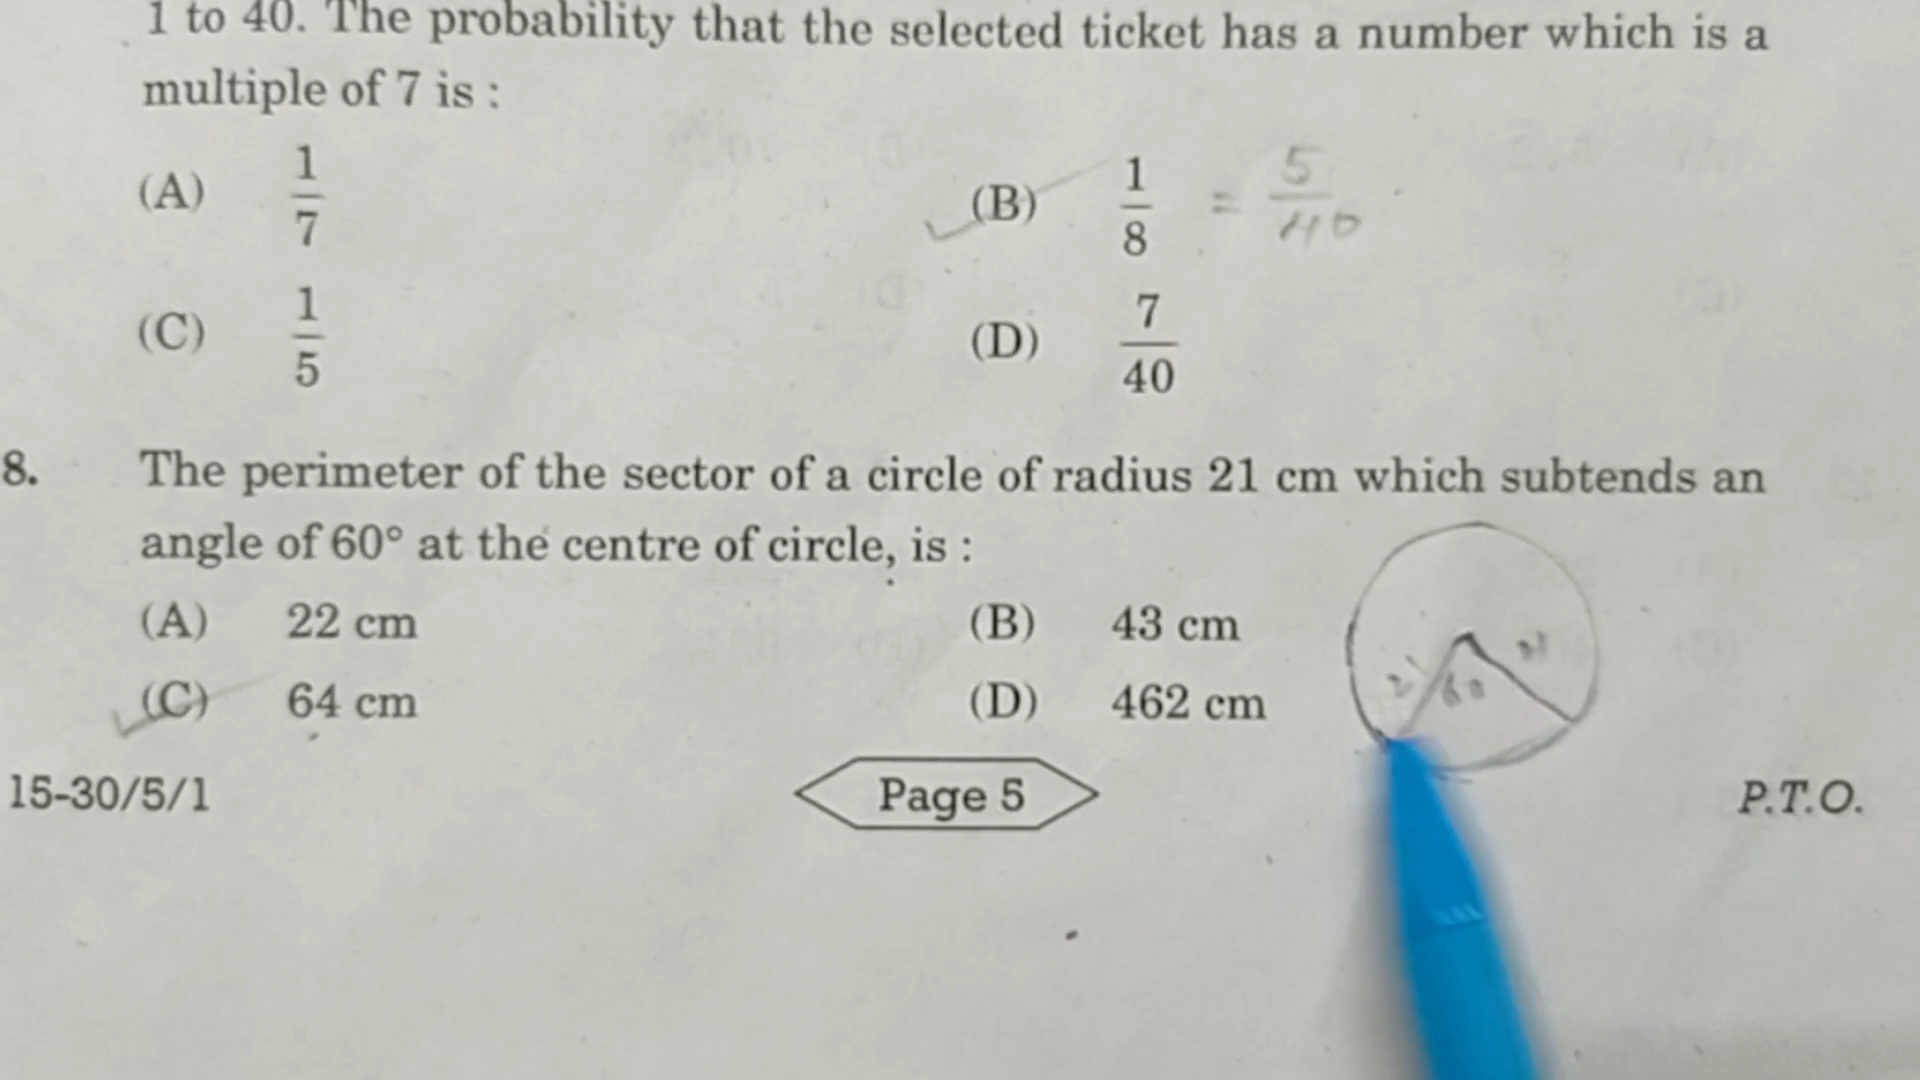 1 to 40. The probability that the selected ticket has a number which is a
multiple of 7 is :
(A) 1/7 (B) 1/8 = 5/40
(C) 1/5 (D) 7/40
8. The perimeter of the sector of a circle of radius 21 cm which subtends an
angle of 60° at the centre of circle, is :
(A) 22 cm (B) 43 cm
(C) 64 cm (D) 462 cm
21 60 21
15-30/5/1 Page 5 P.T.O.